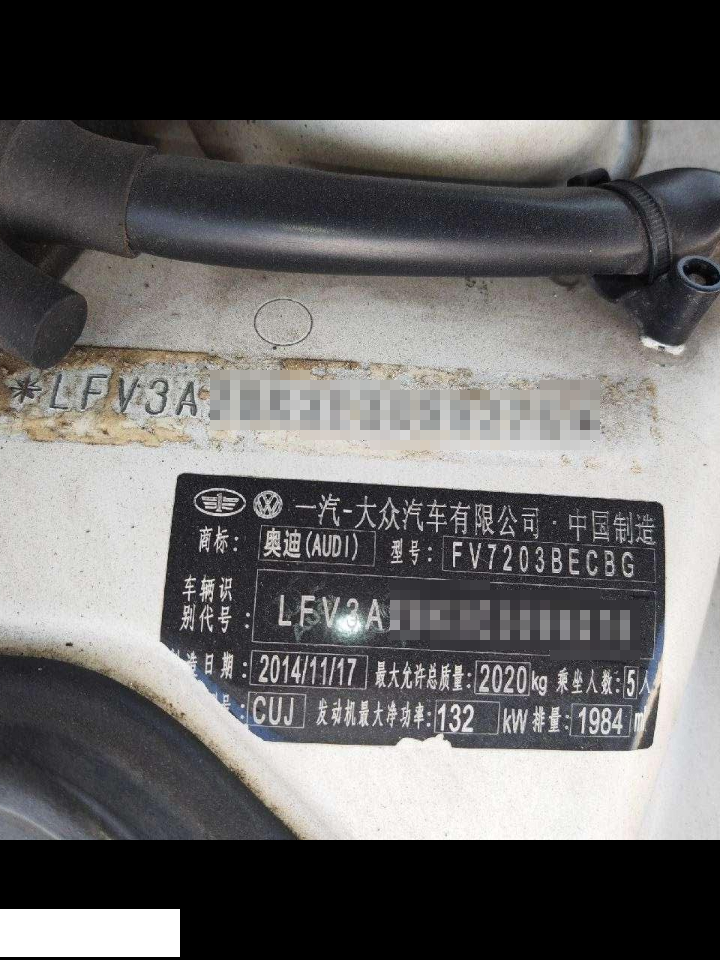 *LFV3A
一汽-大众汽车有限公司·中国制造
商标: 奥迪(AUDI) 型号: FV7203BECBG
车辆识
别代号: LFV3A
造日期: 2014/11/17 最大允许总质量: 2020kg 乘坐人数: 5人
号: CUJ 发动机最大净功率: 132 kW 排量: 1984 m